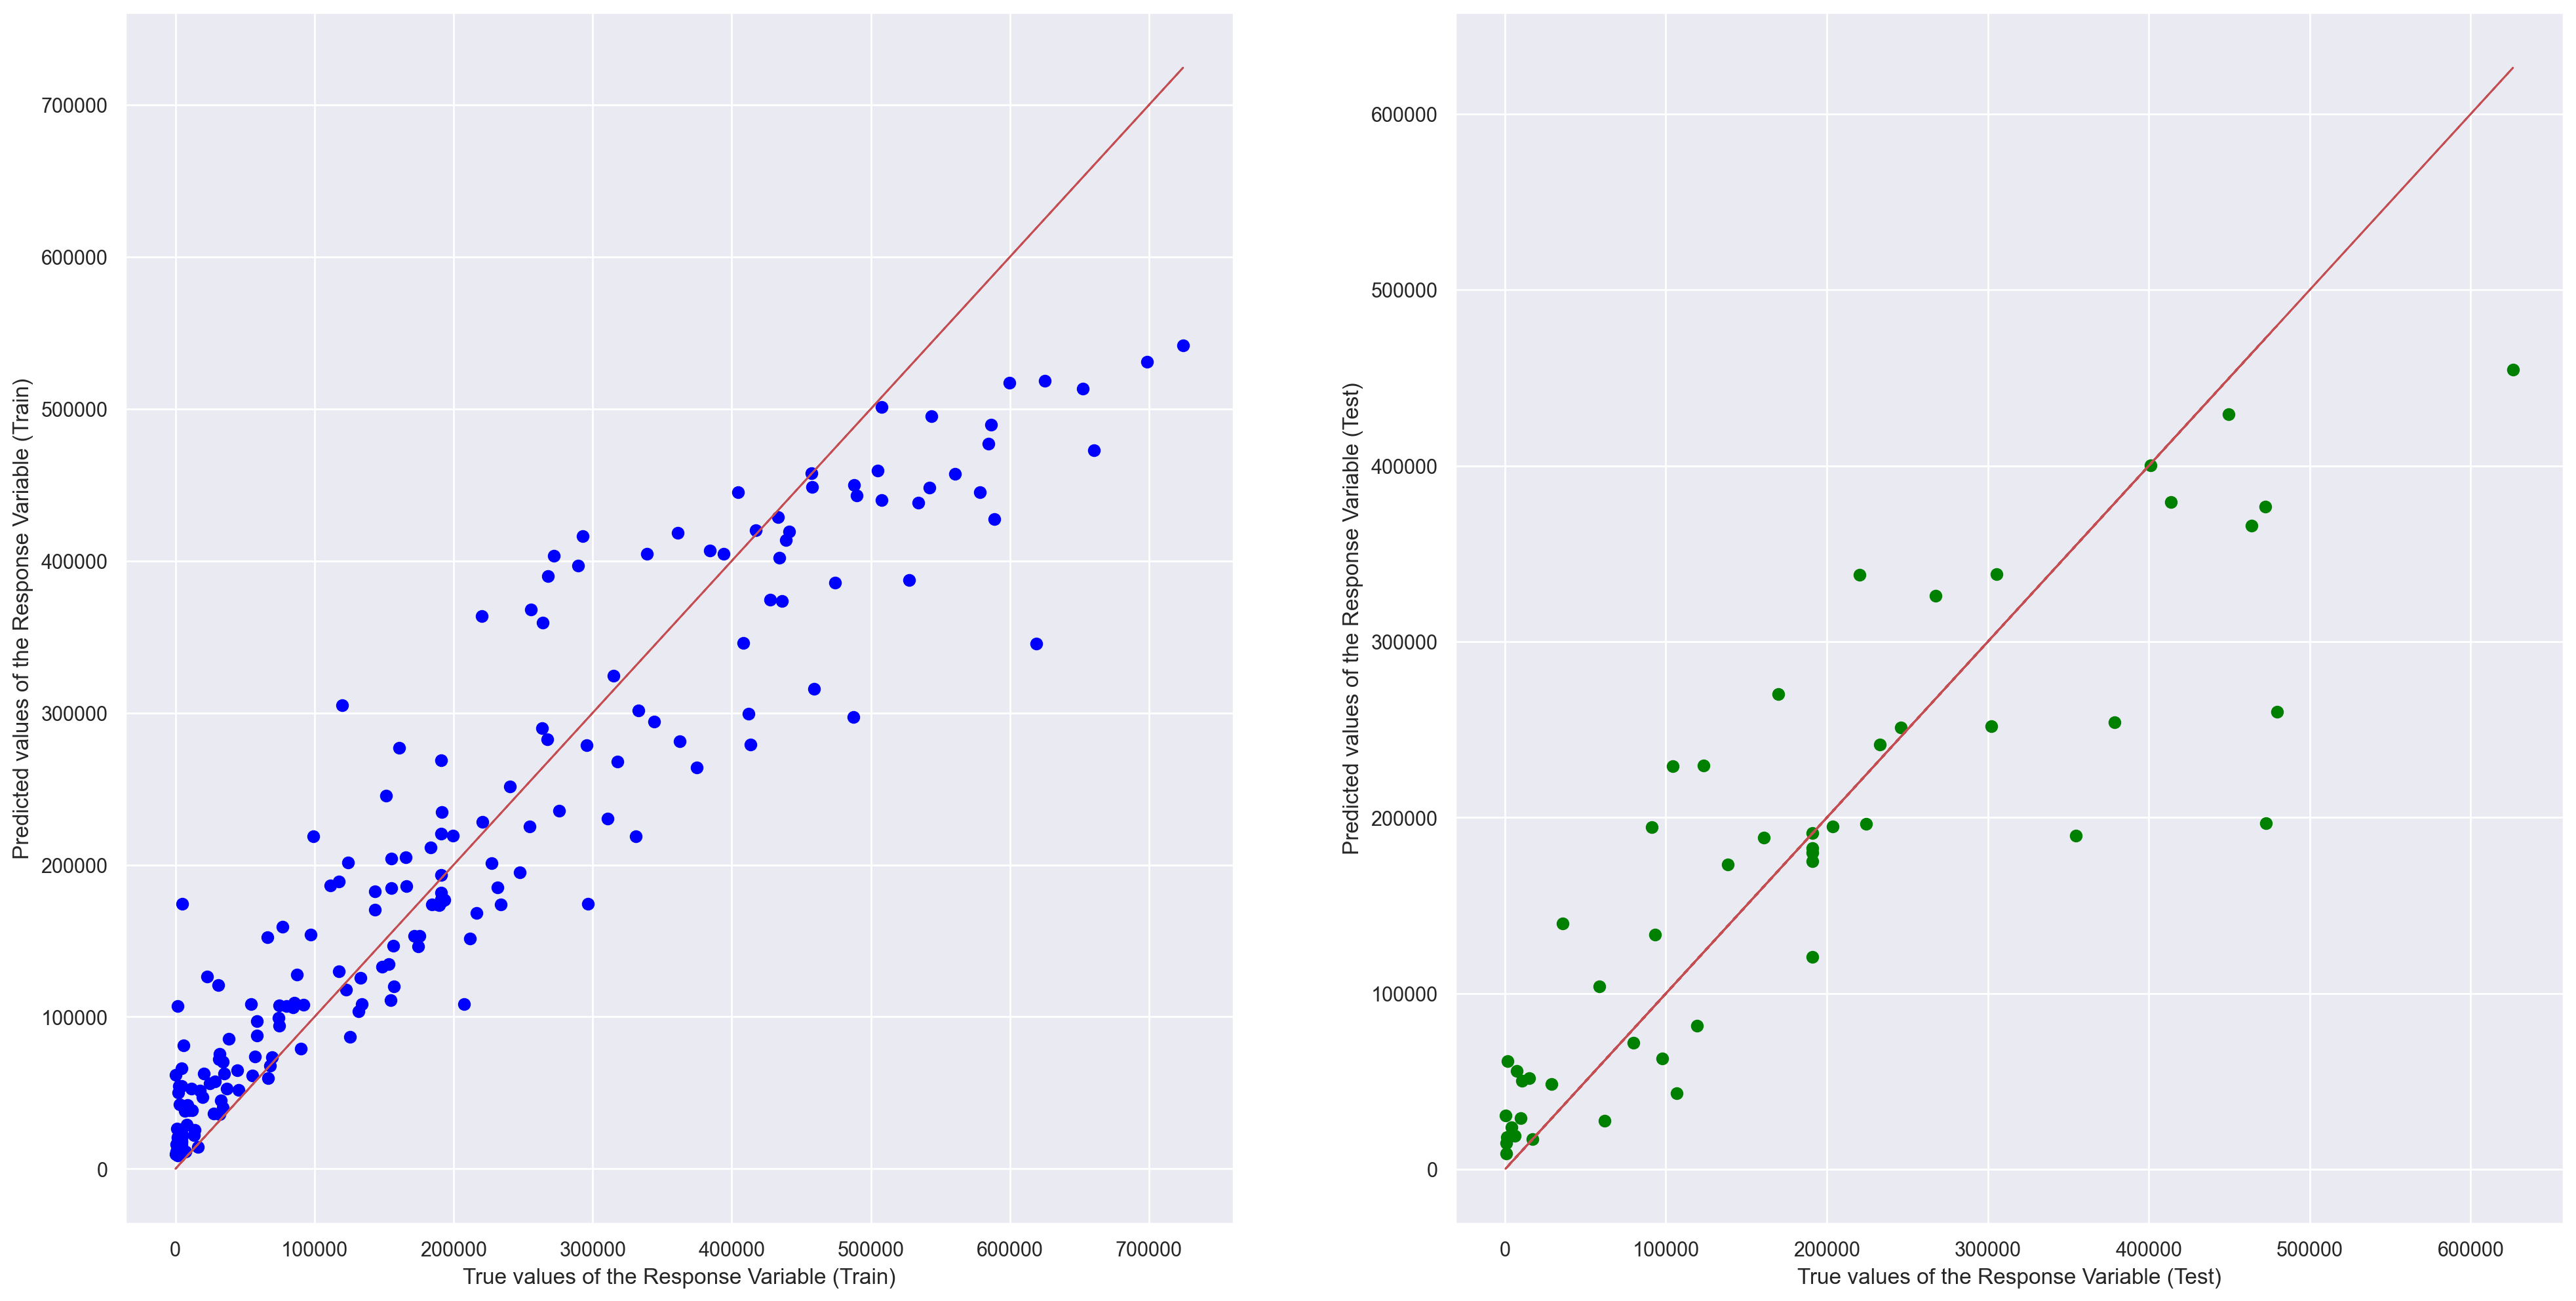 Predicted values of the Response Variable (Train)
700000
600000
500000
400000
300000
200000
100000
0
0 100000 200000 300000 400000 500000 600000 700000
True values of the Response Variable (Train)
Predicted values of the Response Variable (Test)
600000
500000
400000
300000
200000
100000
0
0 100000 200000 300000 400000 500000 600000
True values of the Response Variable (Test)